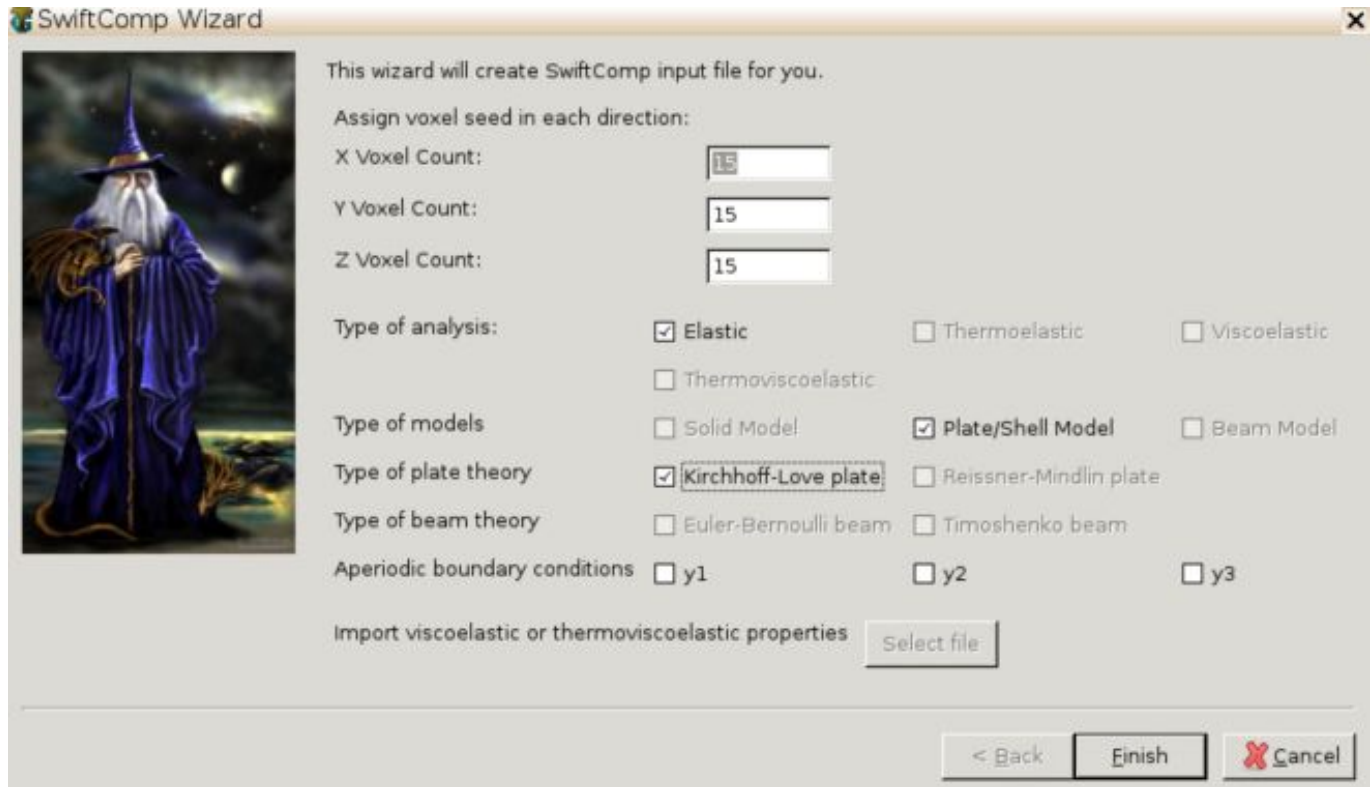 SwiftComp Wizard
This wizard will create SwiftComp input file for you.
Assign voxel seed in each direction:
X Voxel Count: 15
Y Voxel Count: 15
Z Voxel Count: 15
Type of analysis: Elastic Thermoelastic Viscoelastic
Thermoviscoelastic
Type of models Solid Model Plate/Shell Model Beam Model
Type of plate theory Kirchhoff-Love plate Reissner-Mindlin plate
Type of beam theory Euler-Bernoulli beam Timoshenko beam
Aperiodic boundary conditions y1 y2 y3
Import viscoelastic or thermoviscoelastic properties Select file
< Back Finish Cancel